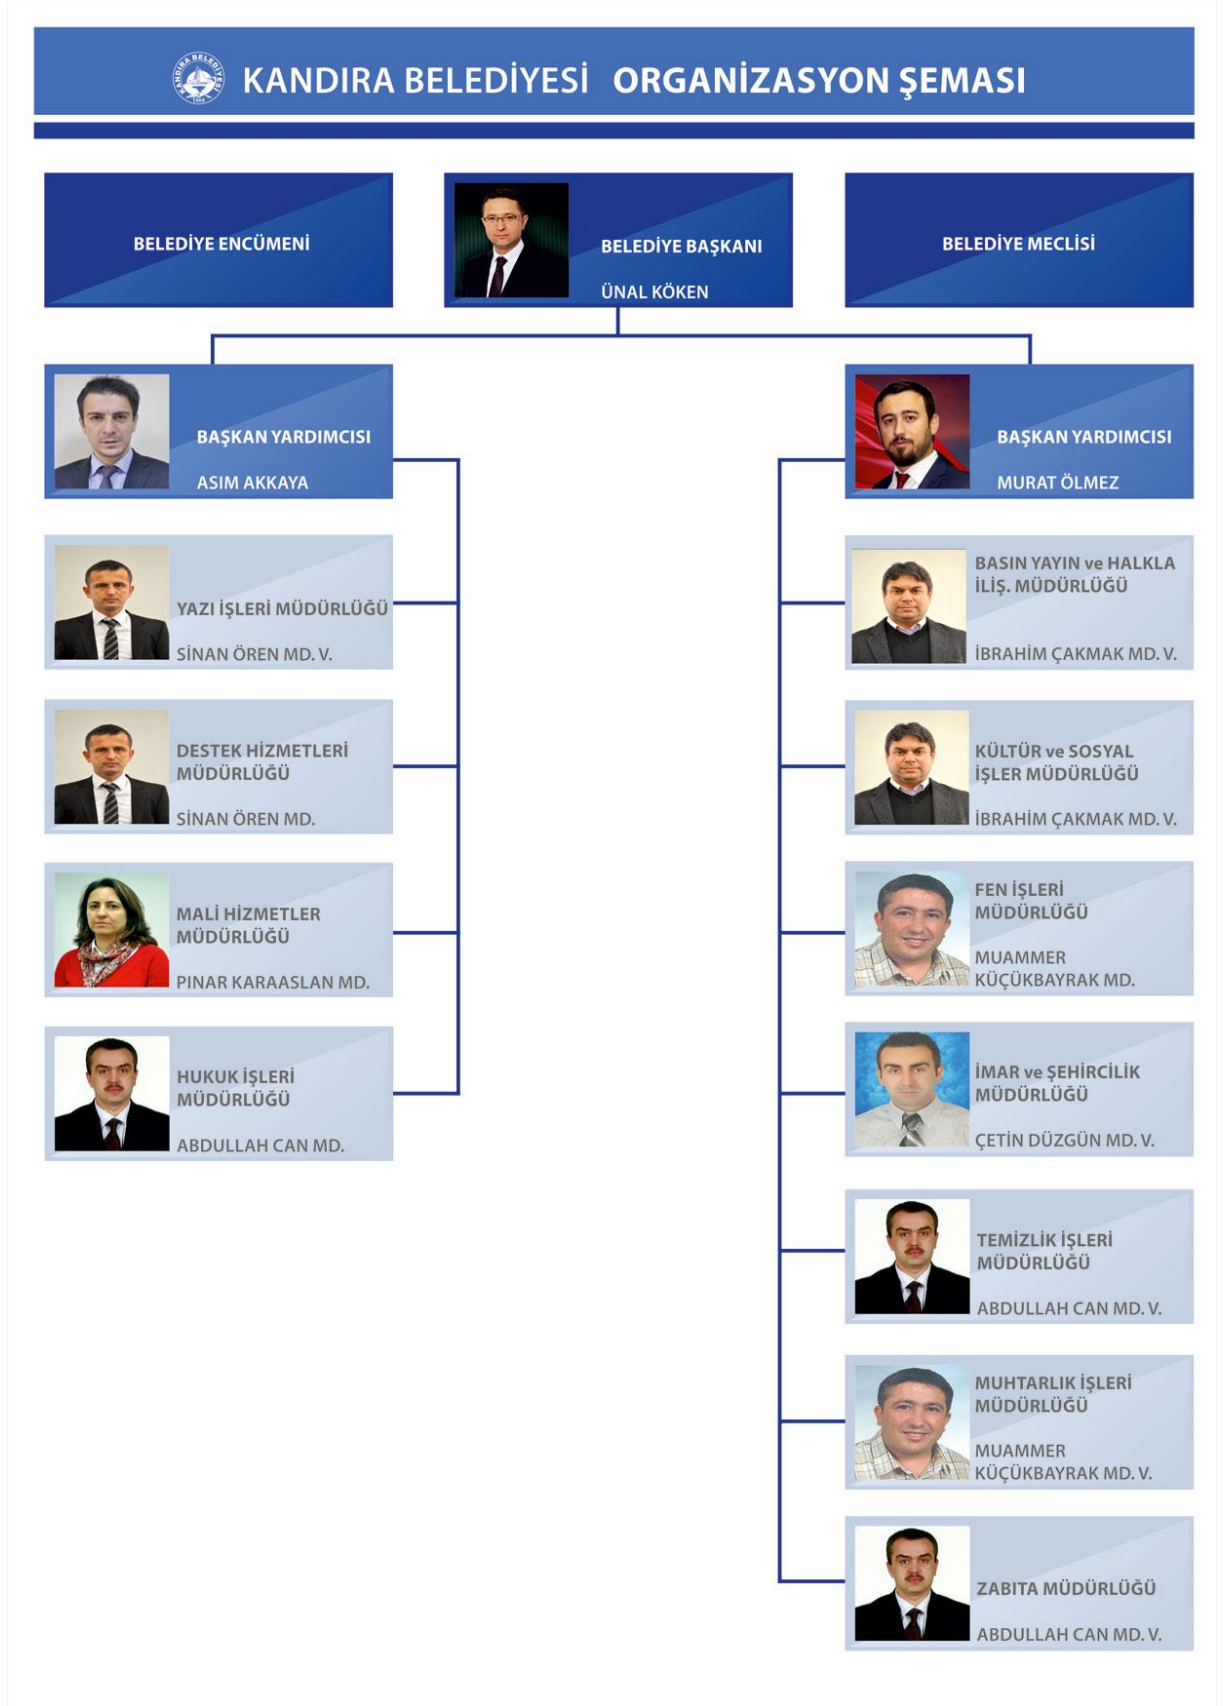 KANDIRA BELEDİYESİ ORGANİZASYON ŞEMASI
KANDIRA BELEDİYESİ
BELEDİYE ENCÜMENİ
BELEDİYE BAŞKANI
ÜNAL KÖKEN
BELEDİYE MECLİSİ
BAŞKAN YARDIMCISI
ASIM AKKAYA
YAZI İŞLERİ MÜDÜRLÜĞÜ
SİNAN ÖREN MD. V.
DESTEK HİZMETLERİ
MÜDÜRLÜĞÜ
SİNAN ÖREN MD.
MALİ HİZMETLER
MÜDÜRLÜĞÜ
PINAR KARAASLAN MD.
HUKUK İŞLERİ
MÜDÜRLÜĞÜ
ABDULLAH CAN MD.
BAŞKAN YARDIMCISI
MURAT ÖLMEZ
BASIN YAYIN ve HALKLA
İLİŞ. MÜDÜRLÜĞÜ
İBRAHİM ÇAKMAK MD. V.
KÜLTÜR ve SOSYAL
İŞLER MÜDÜRLÜĞÜ
İBRAHİM ÇAKMAK MD. V.
FEN İŞLERİ
MÜDÜRLÜĞÜ
MUAMMER
KÜÇÜKBAYRAK MD.
İMAR ve ŞEHİRCİLİK
MÜDÜRLÜĞÜ
ÇETİN DÜZGÜN MD. V.
TEMİZLİK İŞLERİ
MÜDÜRLÜĞÜ
ABDULLAH CAN MD. V.
MUHTARLIK İŞLERİ
MÜDÜRLÜĞÜ
MUAMMER
KÜÇÜKBAYRAK MD. V.
ZABITA MÜDÜRLÜĞÜ
ABDULLAH CAN MD. V.